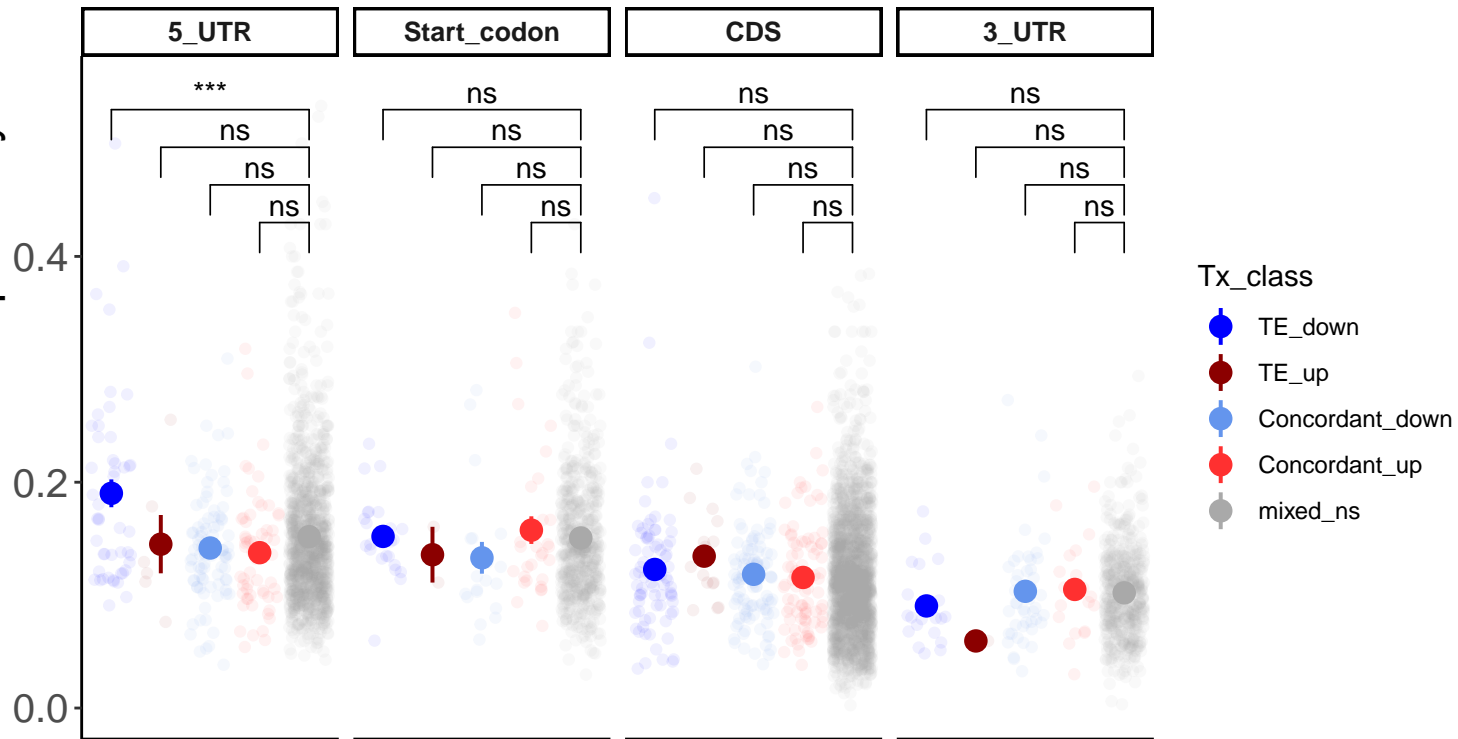 5_UTR Start_codon CDS 3_UTR
*** ns ns ns
ns ns ns ns
ns ns ns ns
ns ns ns ns
0.4
0.2
0.0
Tx_class
TE_down
TE_up
Concordant_down
Concordant_up
mixed_ns